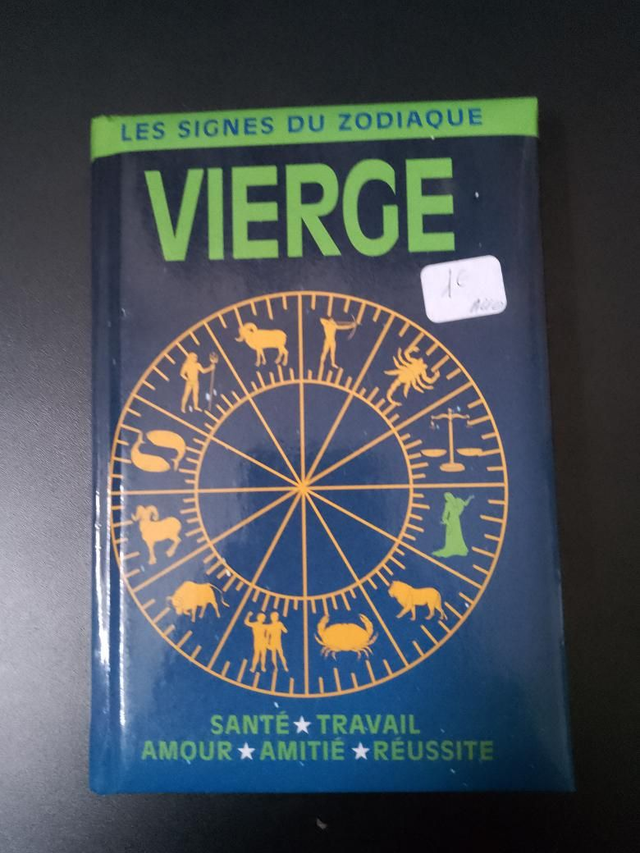 LES SIGNES DU ZODIAQUE
VIERGE
1€
SANTÉ★TRAVAIL
AMOUR★AMITIÉ★RÉUSSITE